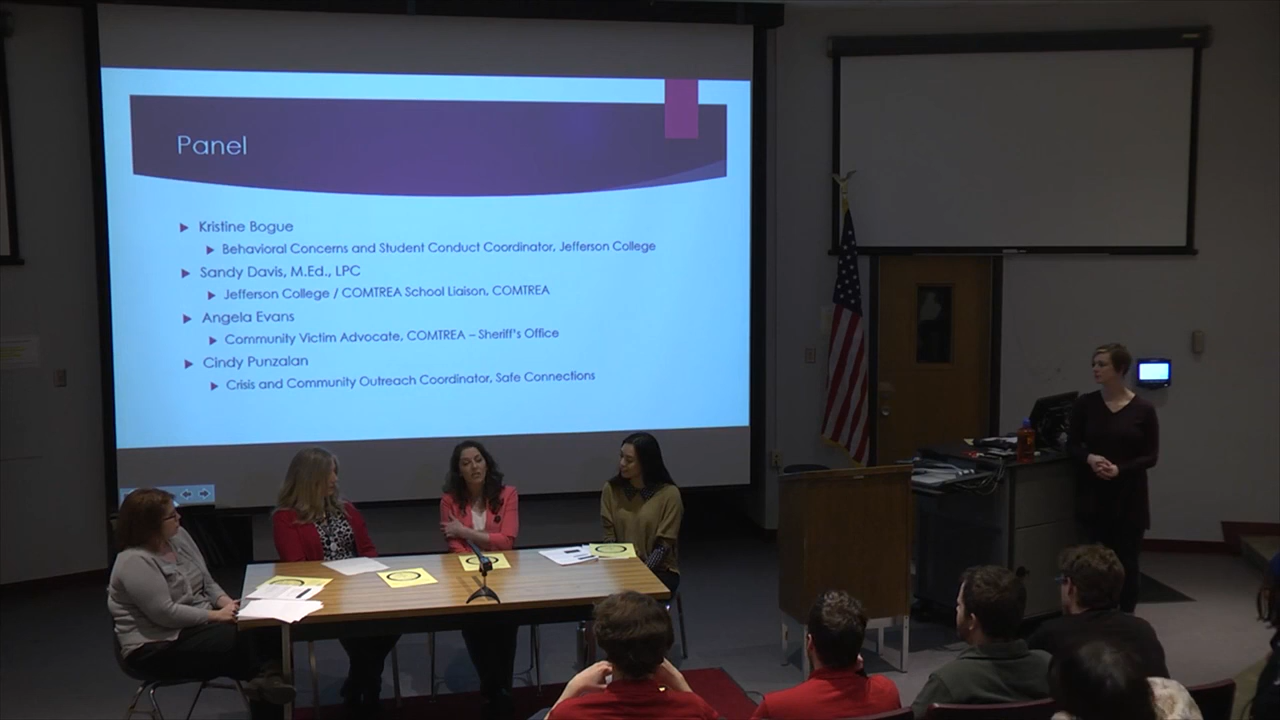 Panel
Kristine Bogue
Behavioral Concerns and Student Conduct Coordinator, Jefferson College
Sandy Davis, M.Ed., LPC
Jefferson College / COMTREA School Liaison, COMTREA
Angela Evans
Community Victim Advocate, COMTREA – Sheriff's Office
Cindy Punzalan
Crisis and Community Outreach Coordinator, Safe Connections